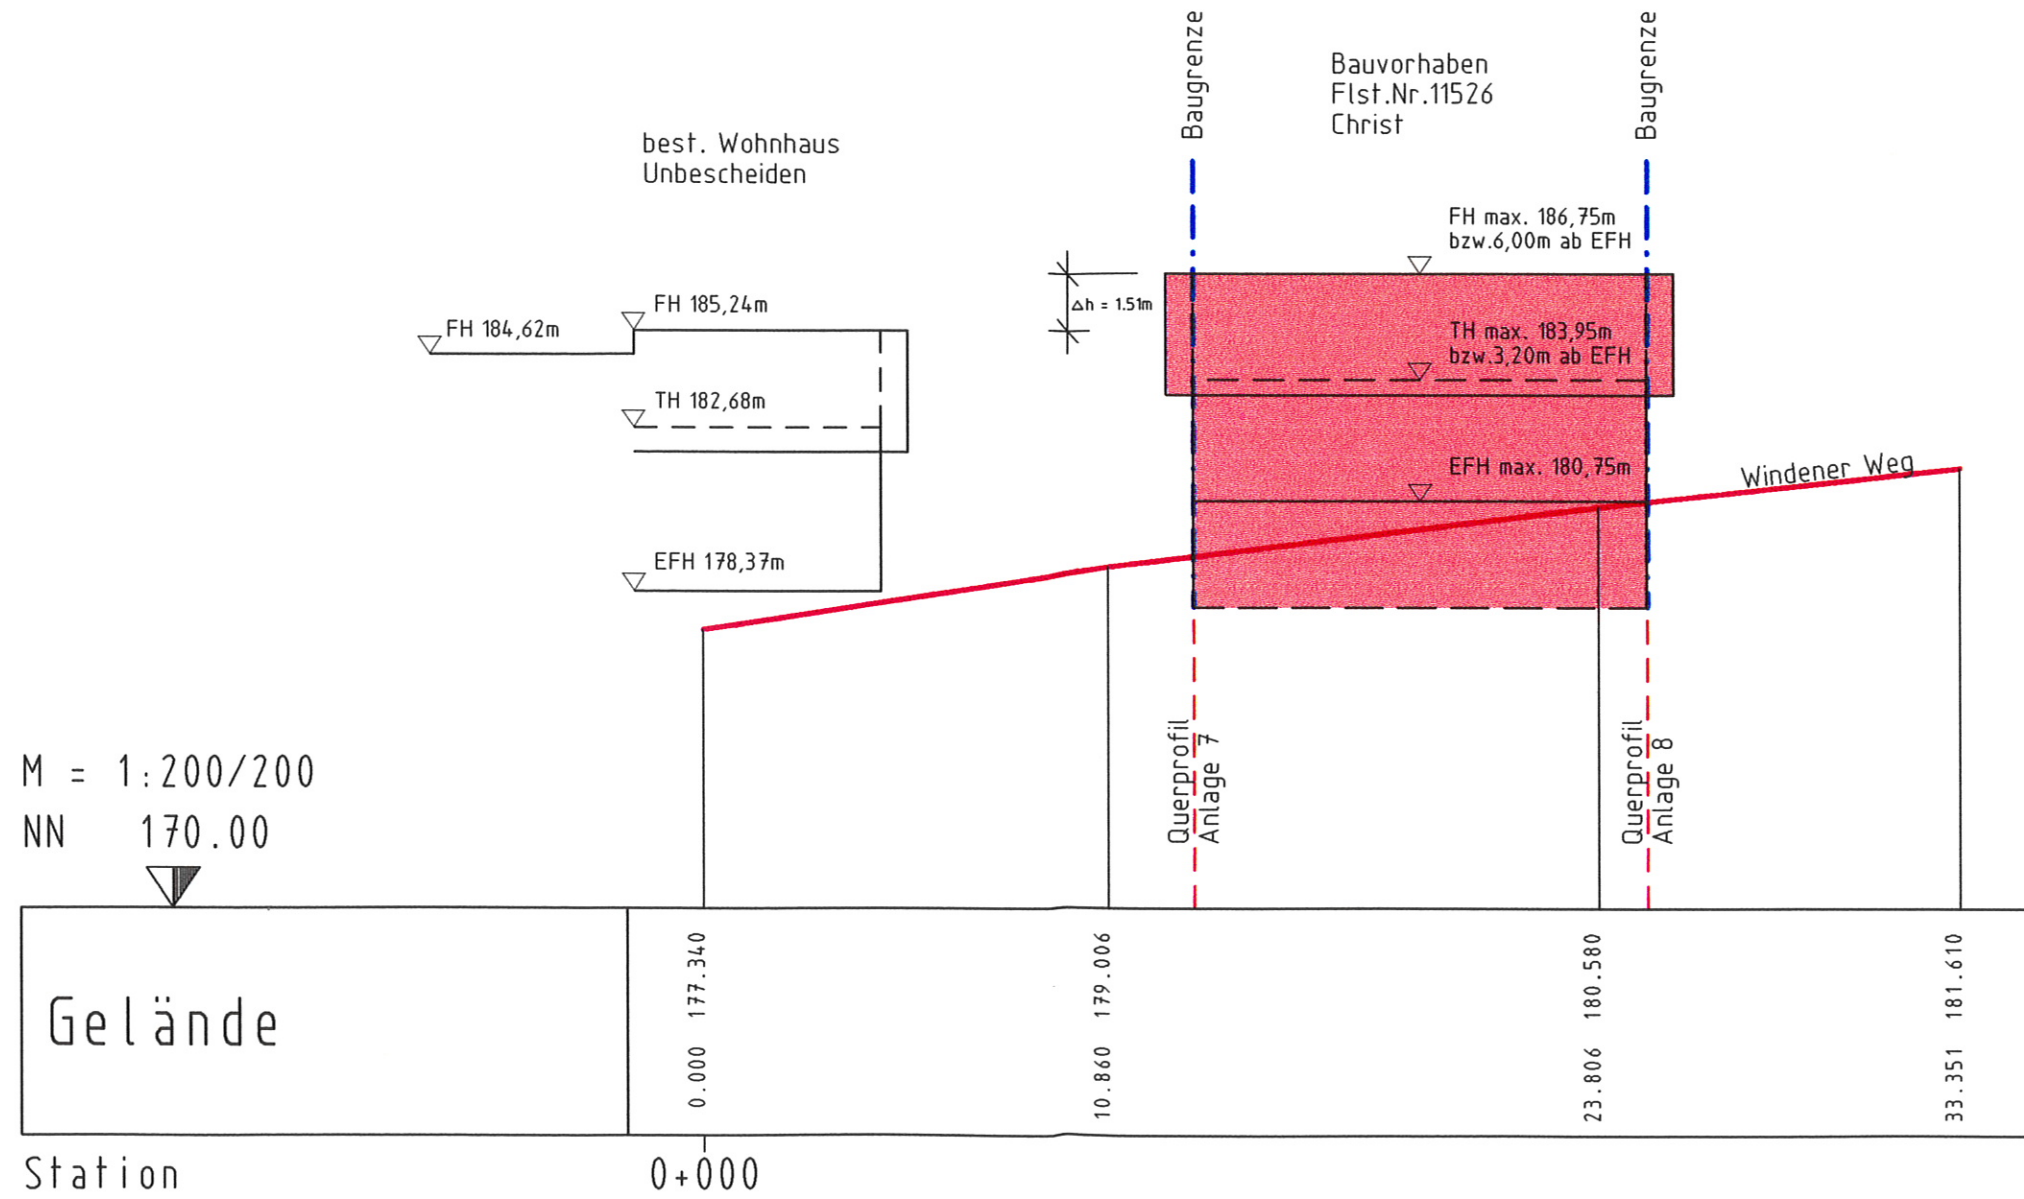 Baugrenze
Bauvorhaben
Flst.Nr.11526
Christ
Baugrenze
best. Wohnhaus
Unbescheiden
FH max. 186,75m
bzw.6,00m ab EFH
FH 185,24m
FH 184,62m
Δh = 1.51m
TH max. 183,95m
bzw.3,20m ab EFH
TH 182,68m
EFH max. 180,75m
Windener Weg
EFH 178,37m
Querprofil
Anlage 7
Querprofil
Anlage 8
M = 1:200/200
NN 170.00
Gelände
0.000 177.340
10.860 179.006
23.806 180.580
33.351 181.610
Station 0+000